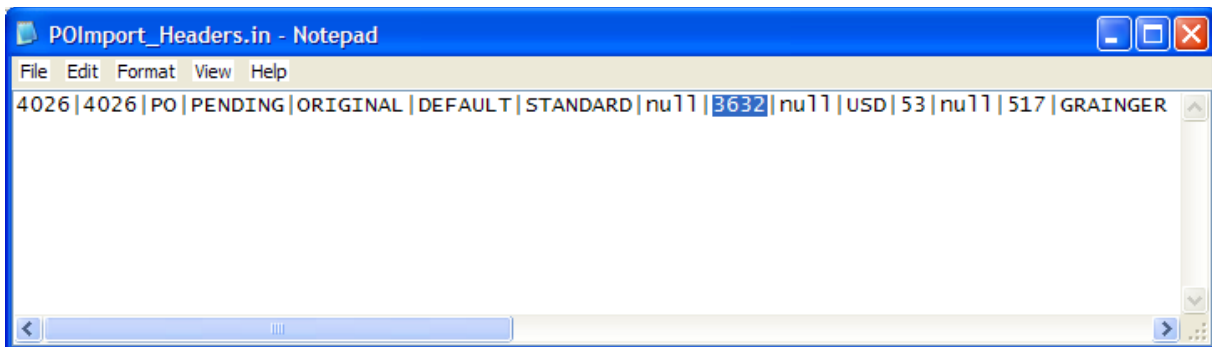 POImport_Headers.in - Notepad
File Edit Format View Help
4026|4026|PO|PENDING|ORIGINAL|DEFAULT|STANDARD|null|3632|null|USD|53|null|517|GRAINGER